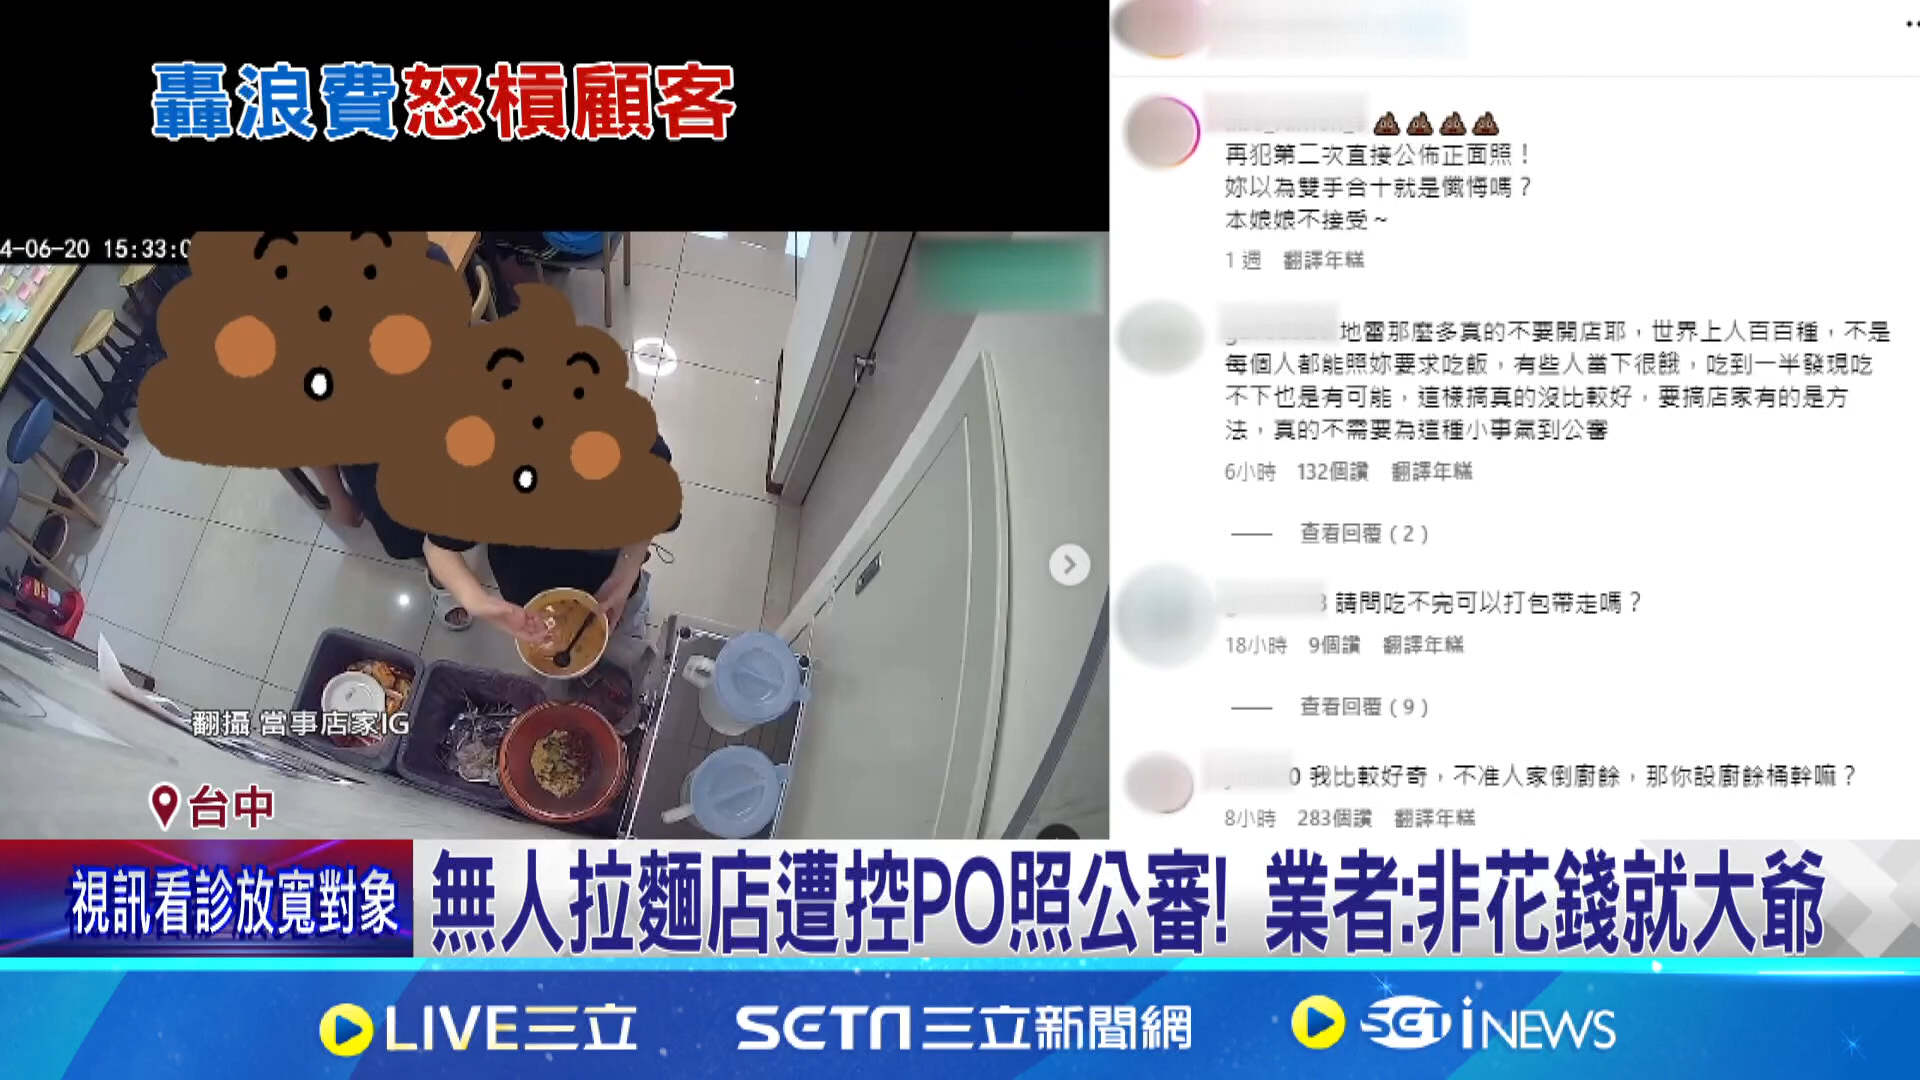 轟浪費怒槓顧客
4-06-20 15:33:0
翻攝 當事店家IG
台中
💩💩💩💩
再犯第二次直接公佈正面照！
妳以為雙手合十就是懺悔嗎？
本娘娘不接受～
1週 翻譯年糕
地雷那麼多真的不要開店耶，世界上人百百種，不是
每個人都能照妳要求吃飯，有些人當下很餓，吃到一半發現吃
不下也是有可能，這樣搞真的沒比較好，要搞店家有的是方
法，真的不需要為這種小事氣到公審
6小時 132個讚 翻譯年糕
查看回覆（2）
請問吃不完可以打包帶走嗎？
18小時 9個讚 翻譯年糕
查看回覆（9）
0 我比較好奇，不准人家倒廚餘，那你設廚餘桶幹嘛？
8小時 283個讚 翻譯年糕
視訊看診放寬對象
無人拉麵店遭控PO照公審! 業者:非花錢就大爺
LIVE三立
SETN三立新聞網
SET iNEWS